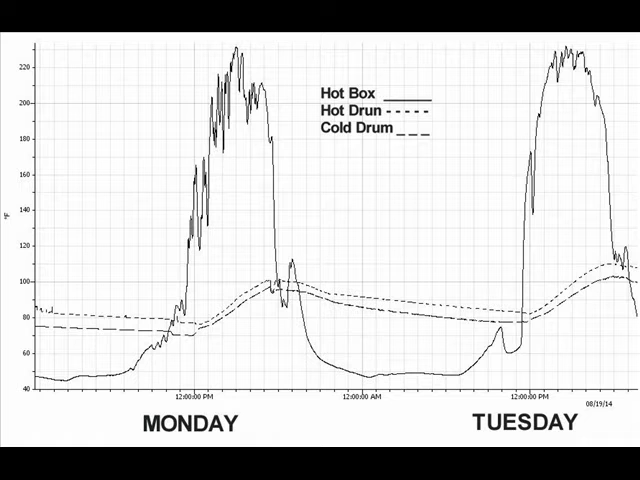 220
200
180
160
140
120
100
80
60
40
°F
Hot Box
Hot Drun
Cold Drum
12:00:00 PM
12:00:00 AM
12:00:00 PM
08/19/14
MONDAY
TUESDAY